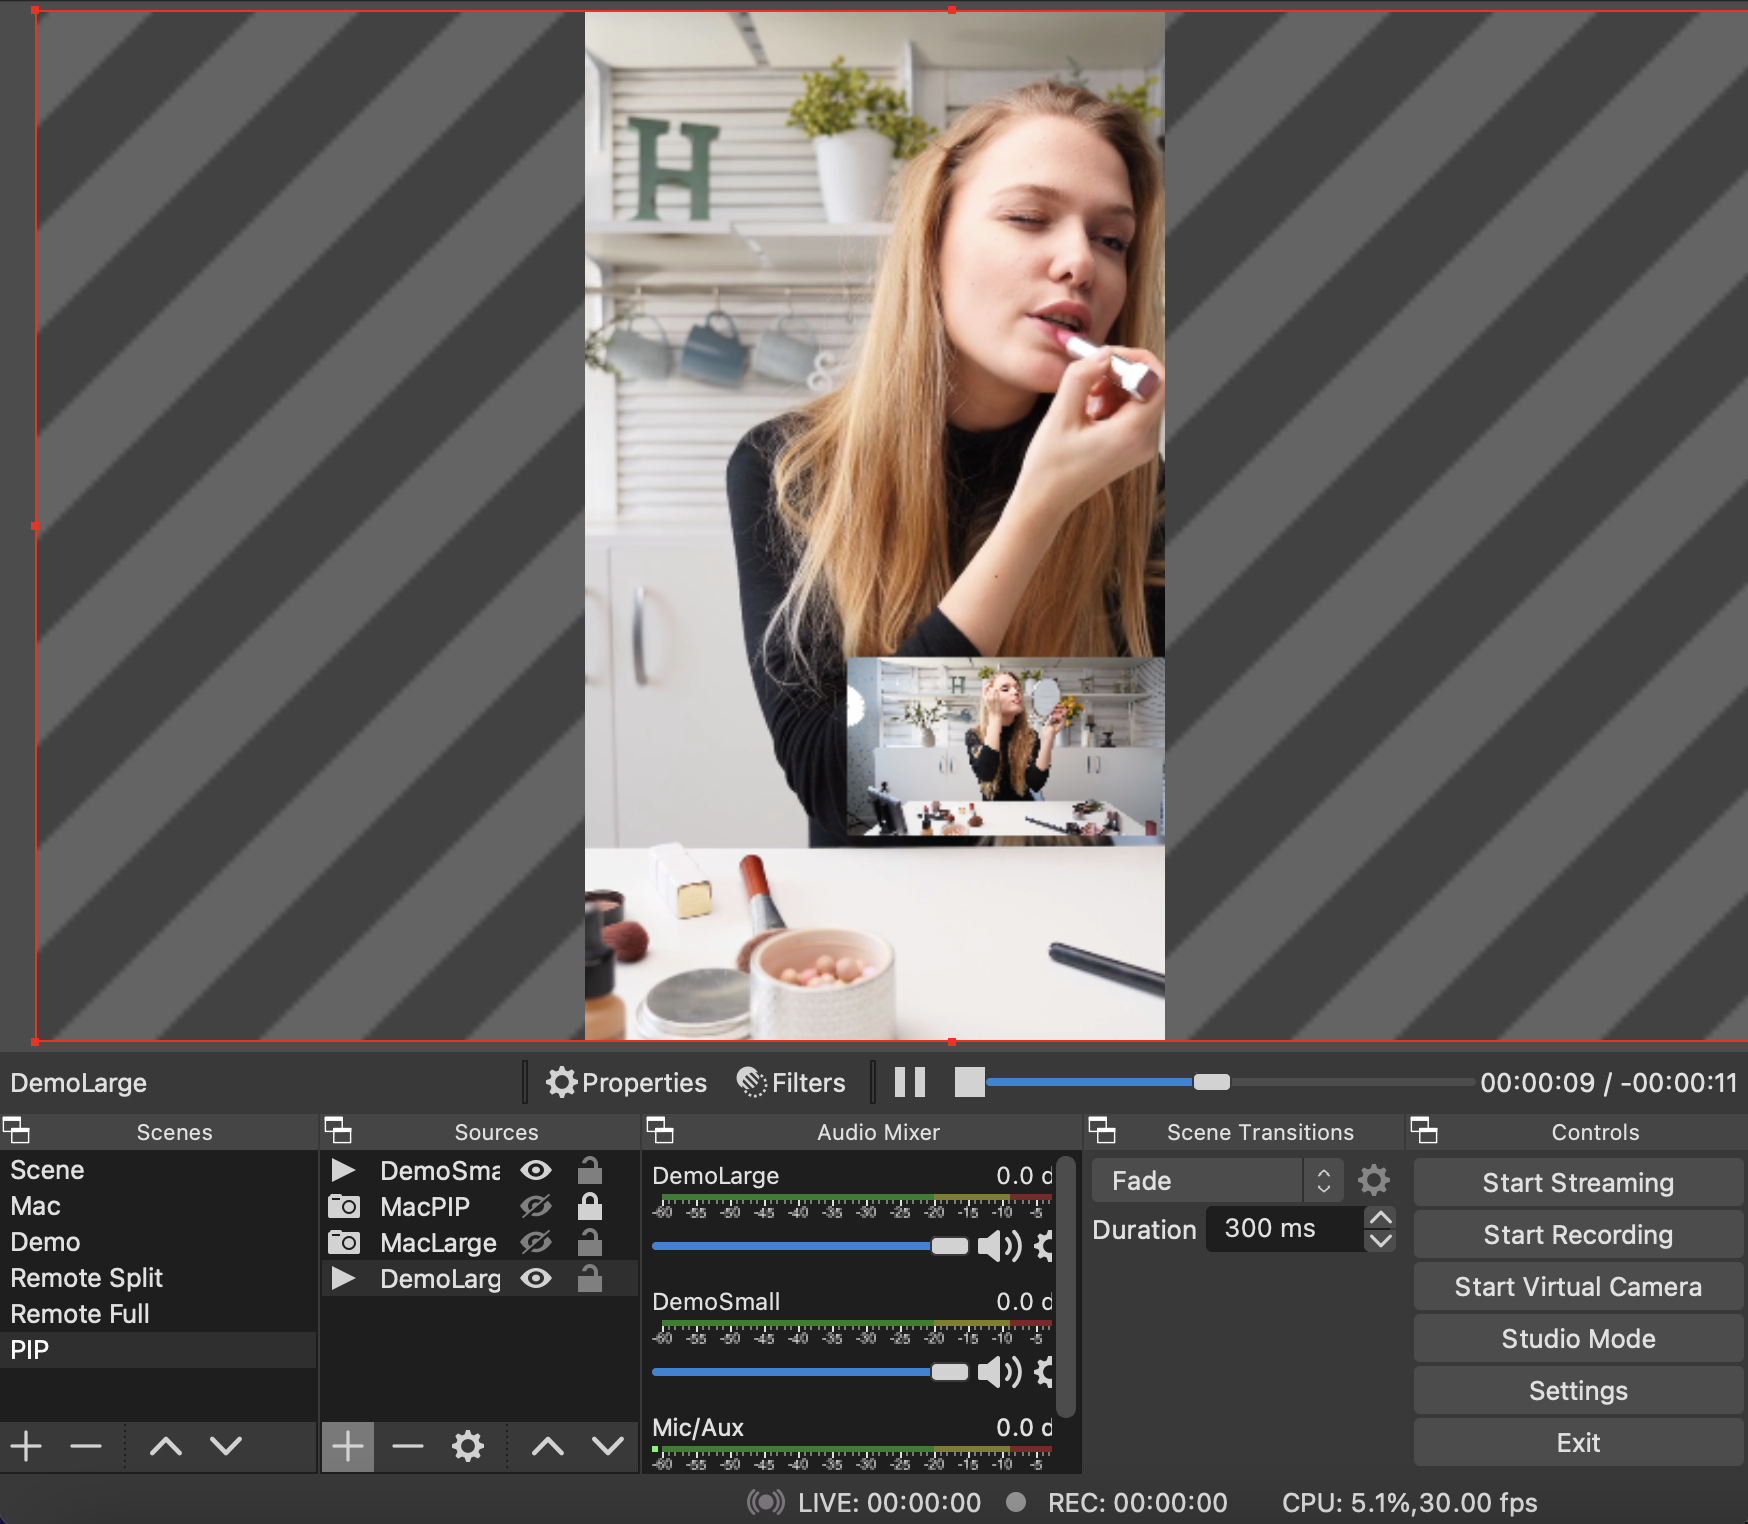 H
&
H
DemoLarge
Properties
Filters
00:00:09 / -00:00:11
Scenes
Scene
Mac
Demo
Remote Split
Remote Full
PIP
Sources
DemoSma
MacPIP
MacLarge
DemoLarg
Audio Mixer
DemoLarge 0.0 d
-60 -55 -50 -45 -40 -35 -30 -25 -20 -15 -10 -5
DemoSmall 0.0 d
-60 -55 -50 -45 -40 -35 -30 -25 -20 -15 -10 -5
Mic/Aux 0.0 d
-60 -55 -50 -45 -40 -35 -30 -25 -20 -15 -10 -5
Scene Transitions
Fade
Duration 300 ms
Controls
Start Streaming
Start Recording
Start Virtual Camera
Studio Mode
Settings
Exit
LIVE: 00:00:00 REC: 00:00:00 CPU: 5.1%,30.00 fps